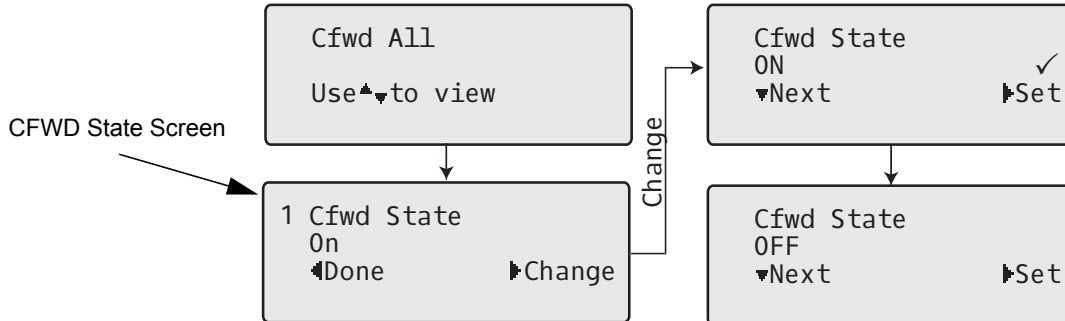 Cfwd All
Use▲▼to view
CFWD State Screen
1 Cfwd State
On
◀Done ▶Change
Change
Cfwd State
ON ✓
▼Next ▶Set
Cfwd State
OFF
▼Next ▶Set